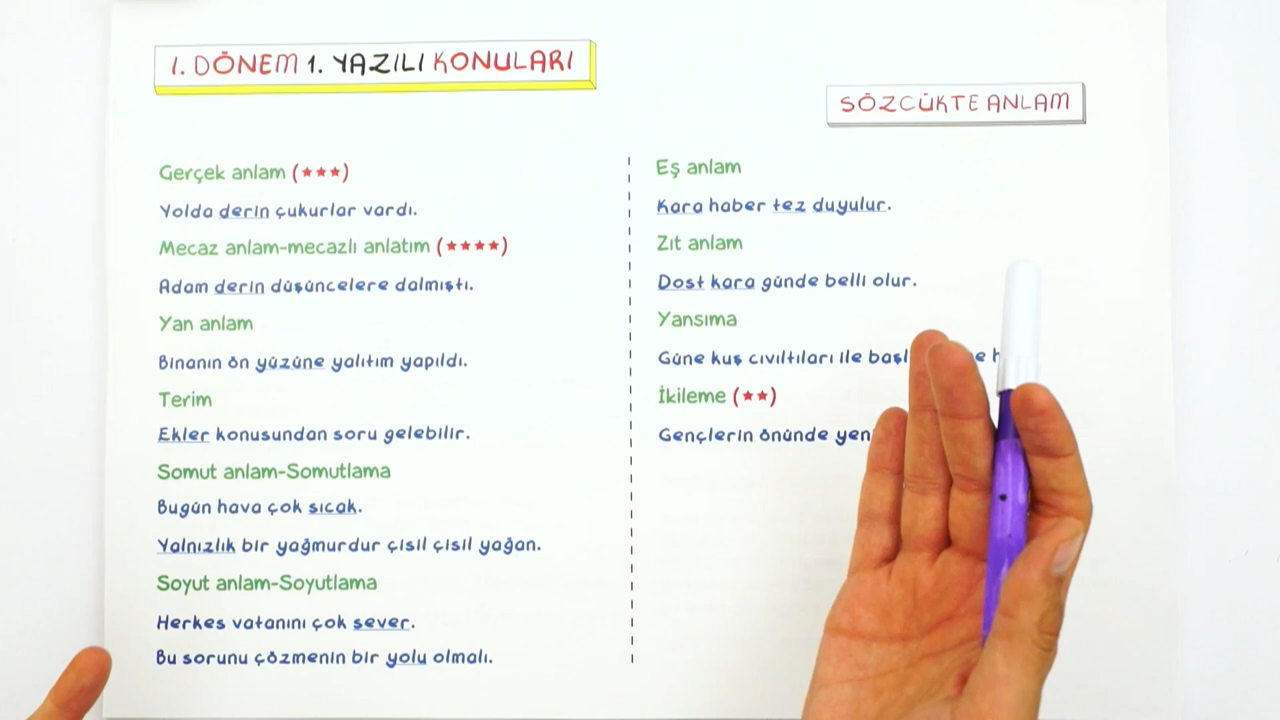 1. DÖNEM 1. YAZILI KONULARI
SÖZCÜKTE ANLAM
Gerçek anlam (★★★)
Yolda derin çukurlar vardı.
Mecaz anlam-mecazlı anlatım (★★★★)
Adam derin düşüncelere dalmıştı.
Yan anlam
Binanın ön yüzüne yalıtım yapıldı.
Terim
Ekler konusundan soru gelebilir.
Somut anlam-Somutlama
Bugün hava çok sıcak.
Yalnızlık bir yağmurdur çisil çisil yağan.
Soyut anlam-Soyutlama
Herkes vatanını çok sever.
Bu sorunu çözmenin bir yolu olmalı.
Eş anlam
Kara haber tez duyulur.
Zıt anlam
Dost kara günde belli olur.
Yansıma
Güne kuş cıvıltıları ile
İkileme (★★)
Gençlerin önünde